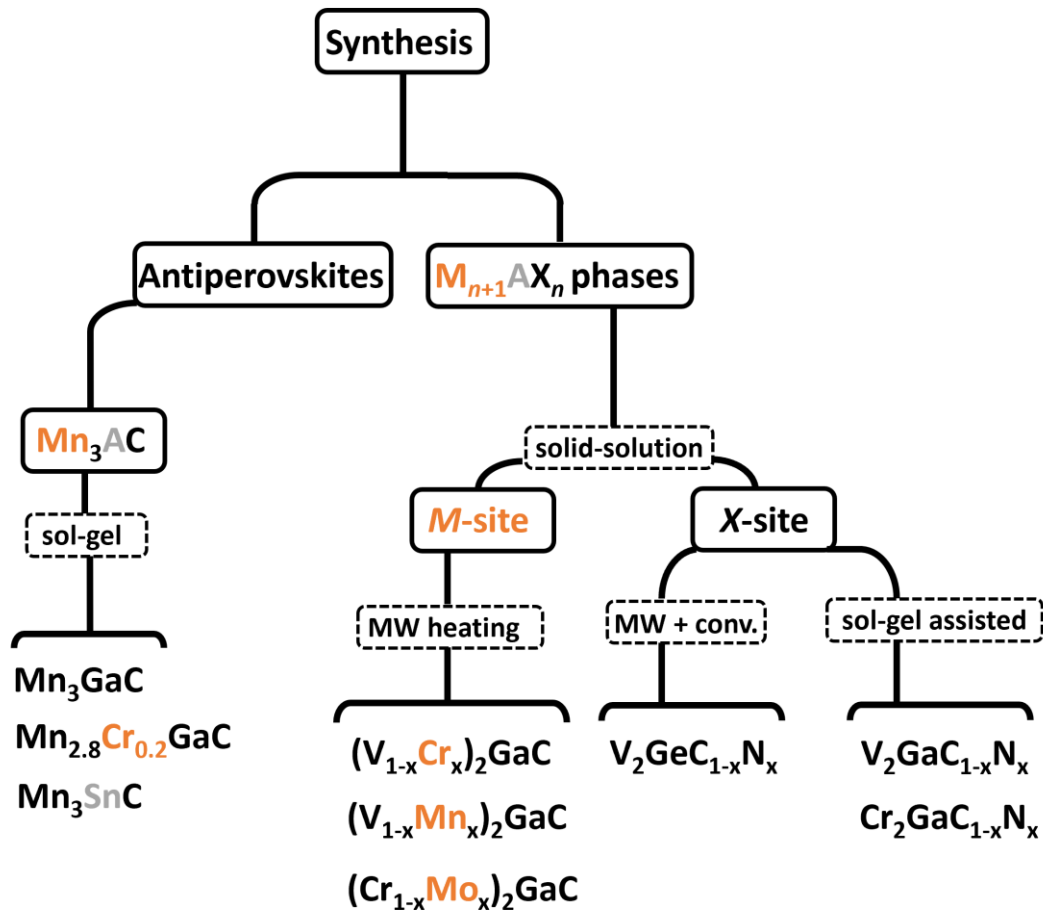 Synthesis
Antiperovskites
Mₙ₊₁AXₙ phases
Mn₃AC
solid-solution
sol-gel
M-site
X-site
MW heating
MW + conv.
sol-gel assisted
Mn₃GaC
Mn₂.₈Cr₀.₂GaC
Mn₃SnC
(V₁₋ₓCrₓ)₂GaC
(V₁₋ₓMnₓ)₂GaC
(Cr₁₋ₓMoₓ)₂GaC
V₂GeC₁₋ₓNₓ
V₂GaC₁₋ₓNₓ
Cr₂GaC₁₋ₓNₓ